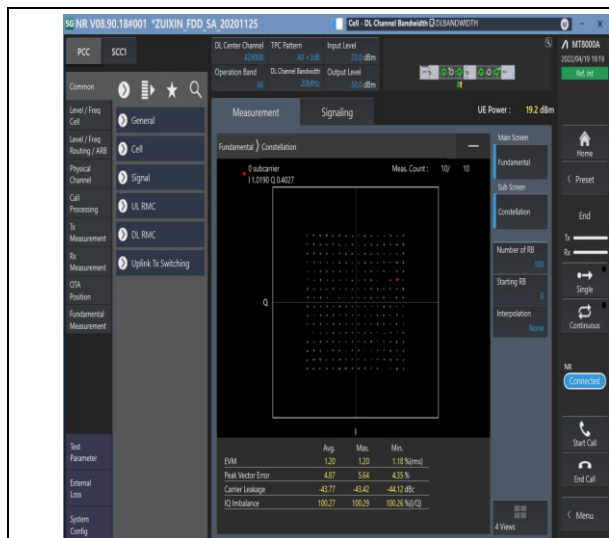 5G NR V08.90.18#001 *ZUIXIN_FDD_SA_20201125
Cell - DL Channel Bandwidth DLBANDWIDTH
PCC SCC1
DL Center Channel TPC Pattern Input Level
429000 All +3dB 23.0 dBm
Operation Band DL Channel Bandwidth Output Level
66 20MHz -50.0 dBm
MT8000A
2022/04/19 19:19
Ref. Int
Common
Level / Freq
Cell
Level / Freq
Routing / ARB
Physical
Channel
Call
Processing
Tx
Measurement
Rx
Measurement
OTA
Position
Fundamental
Measurement
Test
Parameter
External
Loss
System
Config
General
Cell
Signal
UL RMC
DL RMC
Uplink Tx Switching
Measurement Signaling
UE Power : 19.2 dBm
Fundamental Constellation
0 subcarrier Meas. Count : 10/ 10
I 1.0190 Q 0.4027
Q
I
Avg. Max. Min.
EVM 1.20 1.20 1.18 %(rms)
Peak Vector Error 4.87 5.64 4.35 %
Carrier Leakage -43.77 -43.42 -44.12 dBc
IQ Imbalance 100.27 100.29 100.26 %(I/Q)
Main Screen
Fundamental
Sub Screen
Constellation
Number of RB
100
Starting RB
0
Interpolation
None
4 Views
Home
Preset
End
Tx
Rx
Single
Continuous
NR
Connected
Start Call
End Call
Menu